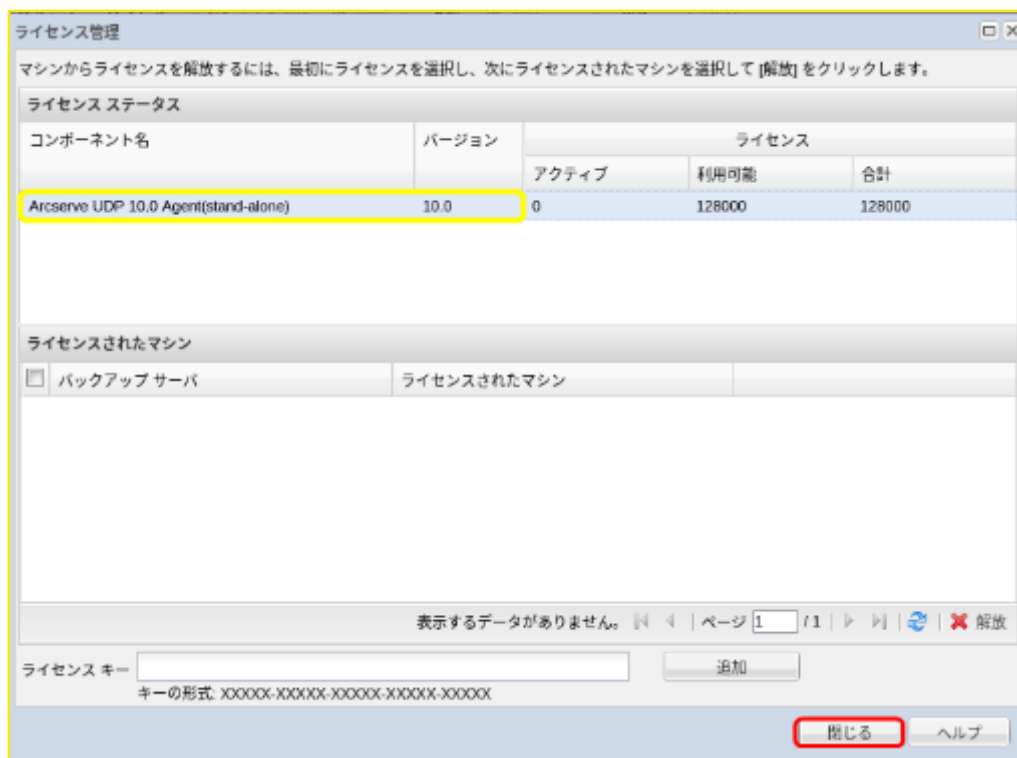 ライセンス管理
マシンからライセンスを解放するには、最初にライセンスを選択し、次にライセンスされたマシンを選択して [解放] をクリックします。
ライセンス ステータス
コンポーネント名 バージョン ライセンス
アクティブ 利用可能 合計
Arcserve UDP 10.0 Agent(stand-alone) 10.0 0 128000 128000
ライセンスされたマシン
バックアップ サーバ ライセンスされたマシン
表示するデータがありません。 ページ 1 / 1 解放
ライセンス キー 追加
キーの形式: XXXXX-XXXXX-XXXXX-XXXXX-XXXXX
閉じる ヘルプ